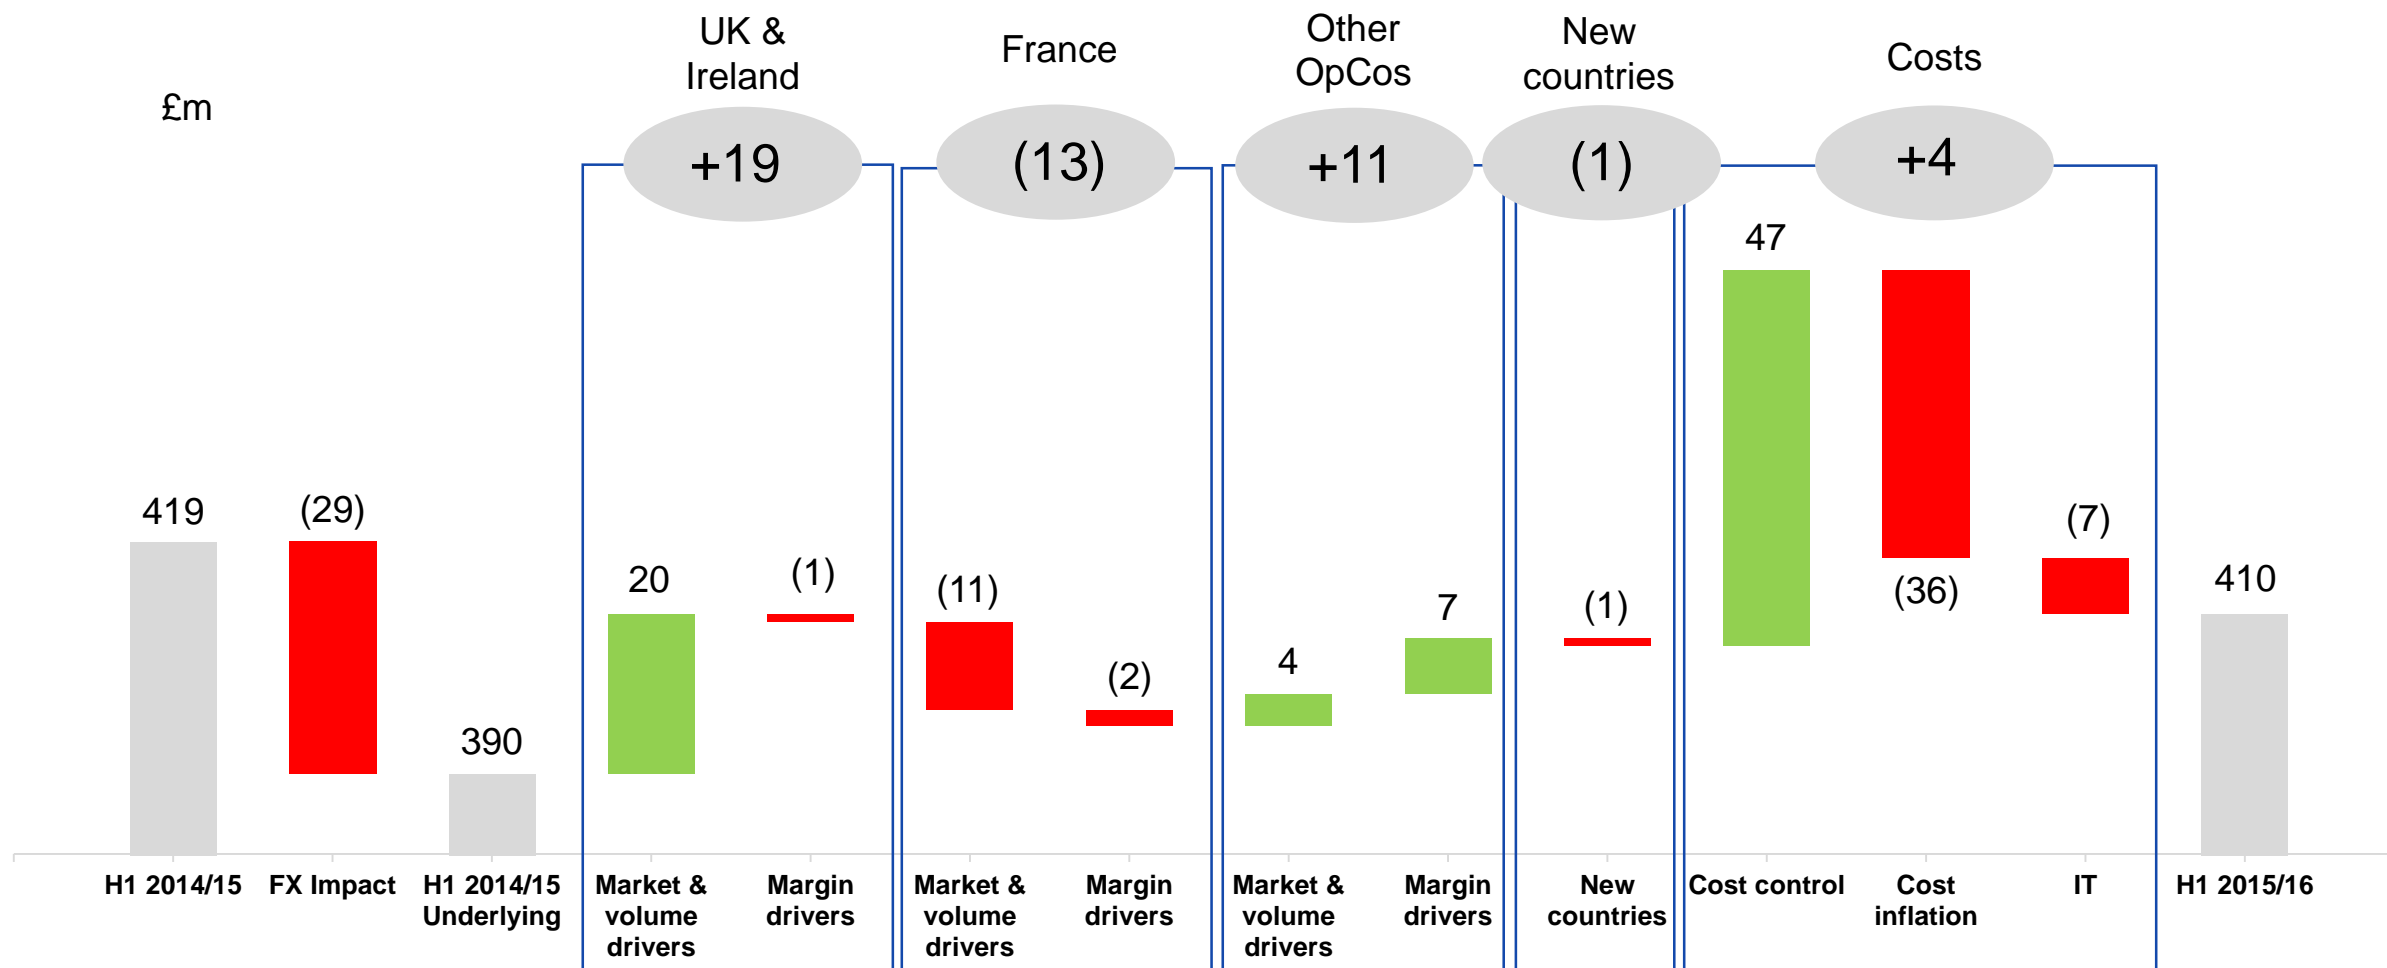 £m
UK &
Ireland
France
Other
OpCos
New
countries
Costs
+19
(13)
+11
(1)
+4
419
(29)
390
20
(1)
(11)
(2)
4
7
(1)
47
(36)
(7)
410
H1 2014/15
FX Impact
H1 2014/15
Underlying
Market &
volume
drivers
Margin
drivers
Market &
volume
drivers
Margin
drivers
Market &
volume
drivers
Margin
drivers
New
countries
Cost control
Cost
inflation
IT
H1 2015/16